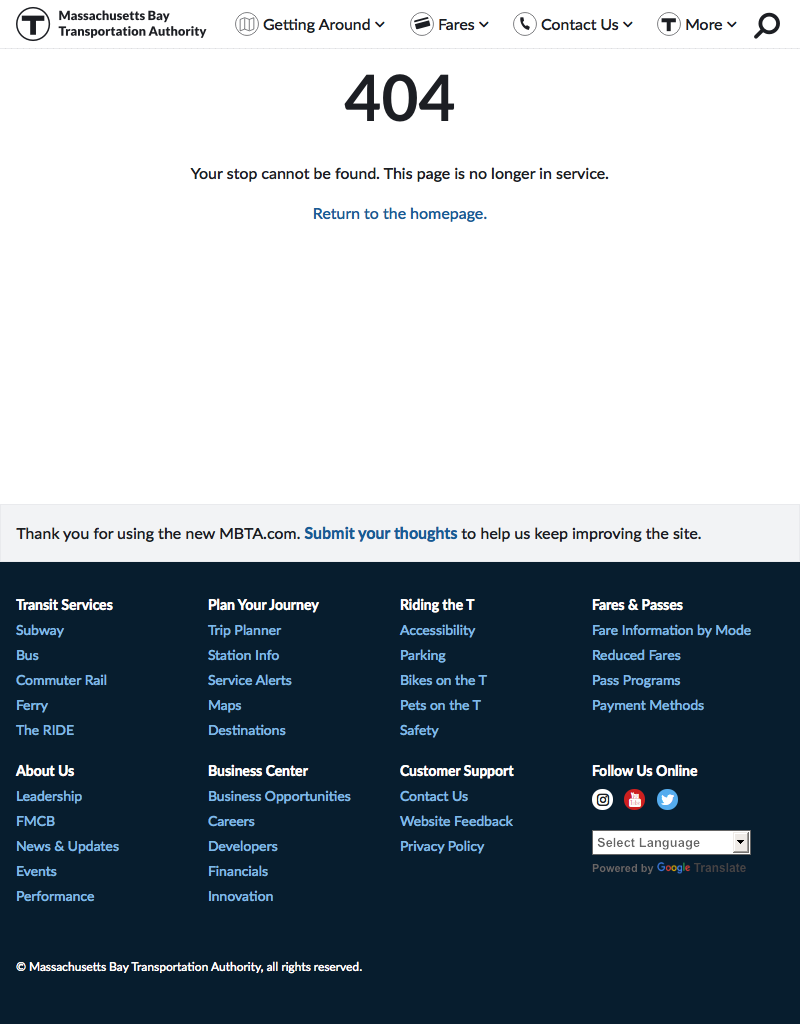 Massachusetts Bay
Transportation Authority
Getting Around
Fares
Contact Us
More
404
Your stop cannot be found. This page is no longer in service.
Return to the homepage.
Thank you for using the new MBTA.com. Submit your thoughts to help us keep improving the site.
Transit Services
Subway
Bus
Commuter Rail
Ferry
The RIDE
Plan Your Journey
Trip Planner
Station Info
Service Alerts
Maps
Destinations
Riding the T
Accessibility
Parking
Bikes on the T
Pets on the T
Safety
Fares & Passes
Fare Information by Mode
Reduced Fares
Pass Programs
Payment Methods
About Us
Leadership
FMCB
News & Updates
Events
Performance
Business Center
Business Opportunities
Careers
Developers
Financials
Innovation
Customer Support
Contact Us
Website Feedback
Privacy Policy
Follow Us Online
Select Language
Powered by Google Translate
© Massachusetts Bay Transportation Authority, all rights reserved.